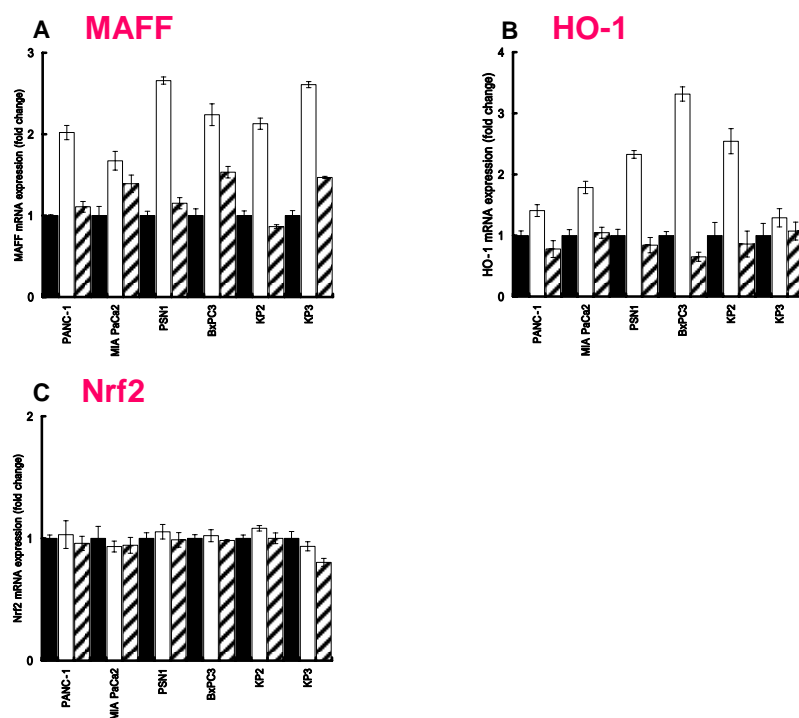 A MAFF
MAFF mRNA expression (fold change)
3
2
1
0
PANC-1
MIA PaCa2
PSN1
BxPC3
KP2
KP3
B HO-1
HO-1 mRNA expression (fold change)
4
3
2
1
0
PANC-1
MIA PaCa2
PSN1
BxPC3
KP2
KP3
C Nrf2
Nrf2 mRNA expression (fold change)
2
1
0
PANC-1
MIA PaCa2
PSN1
BxPC3
KP2
KP3